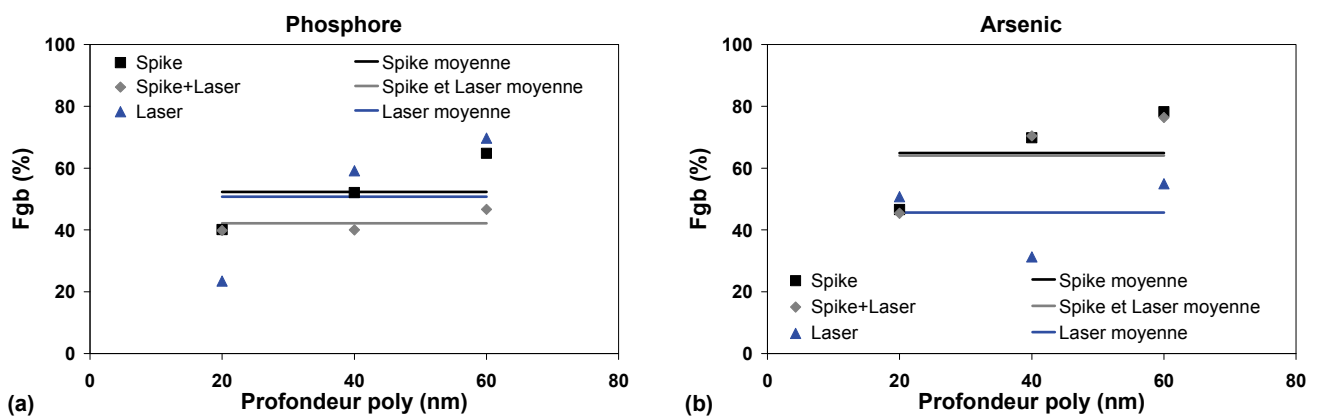 Phosphore
Fgb (%)
100
80
60
40
20
0
Spike
Spike+Laser
Laser
Spike moyenne
Spike et Laser moyenne
Laser moyenne
0 20 40 60 80
Profondeur poly (nm)
(a)
Arsenic
Fgb (%)
100
80
60
40
20
0
Spike
Spike+Laser
Laser
Spike moyenne
Spike et Laser moyenne
Laser moyenne
0 20 40 60 80
Profondeur poly (nm)
(b)